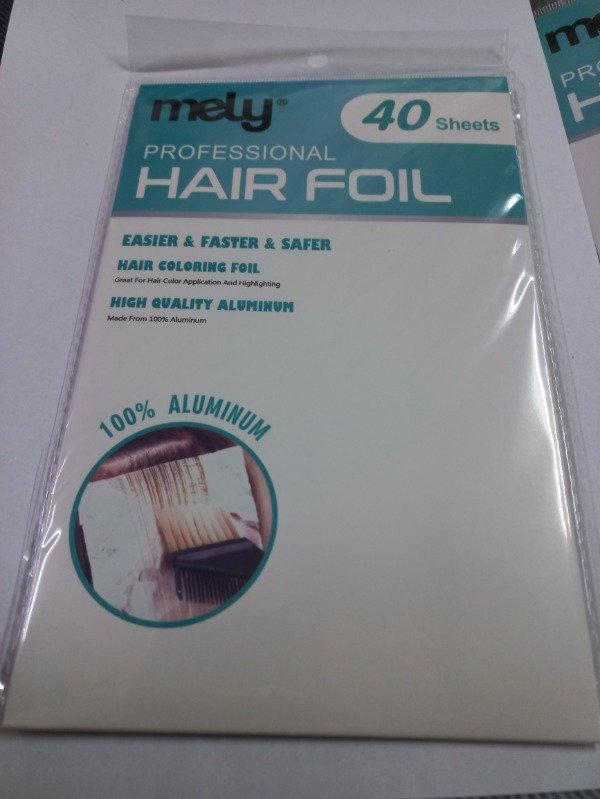 mely®
40 Sheets
PROFESSIONAL
HAIR FOIL
EASIER & FASTER & SAFER
HAIR COLORING FOIL
Great For Hair Color Application And Highlighting
HIGH QUALITY ALUMINUM
Made From 100% Aluminum
100% ALUMINUM
m
PR
H